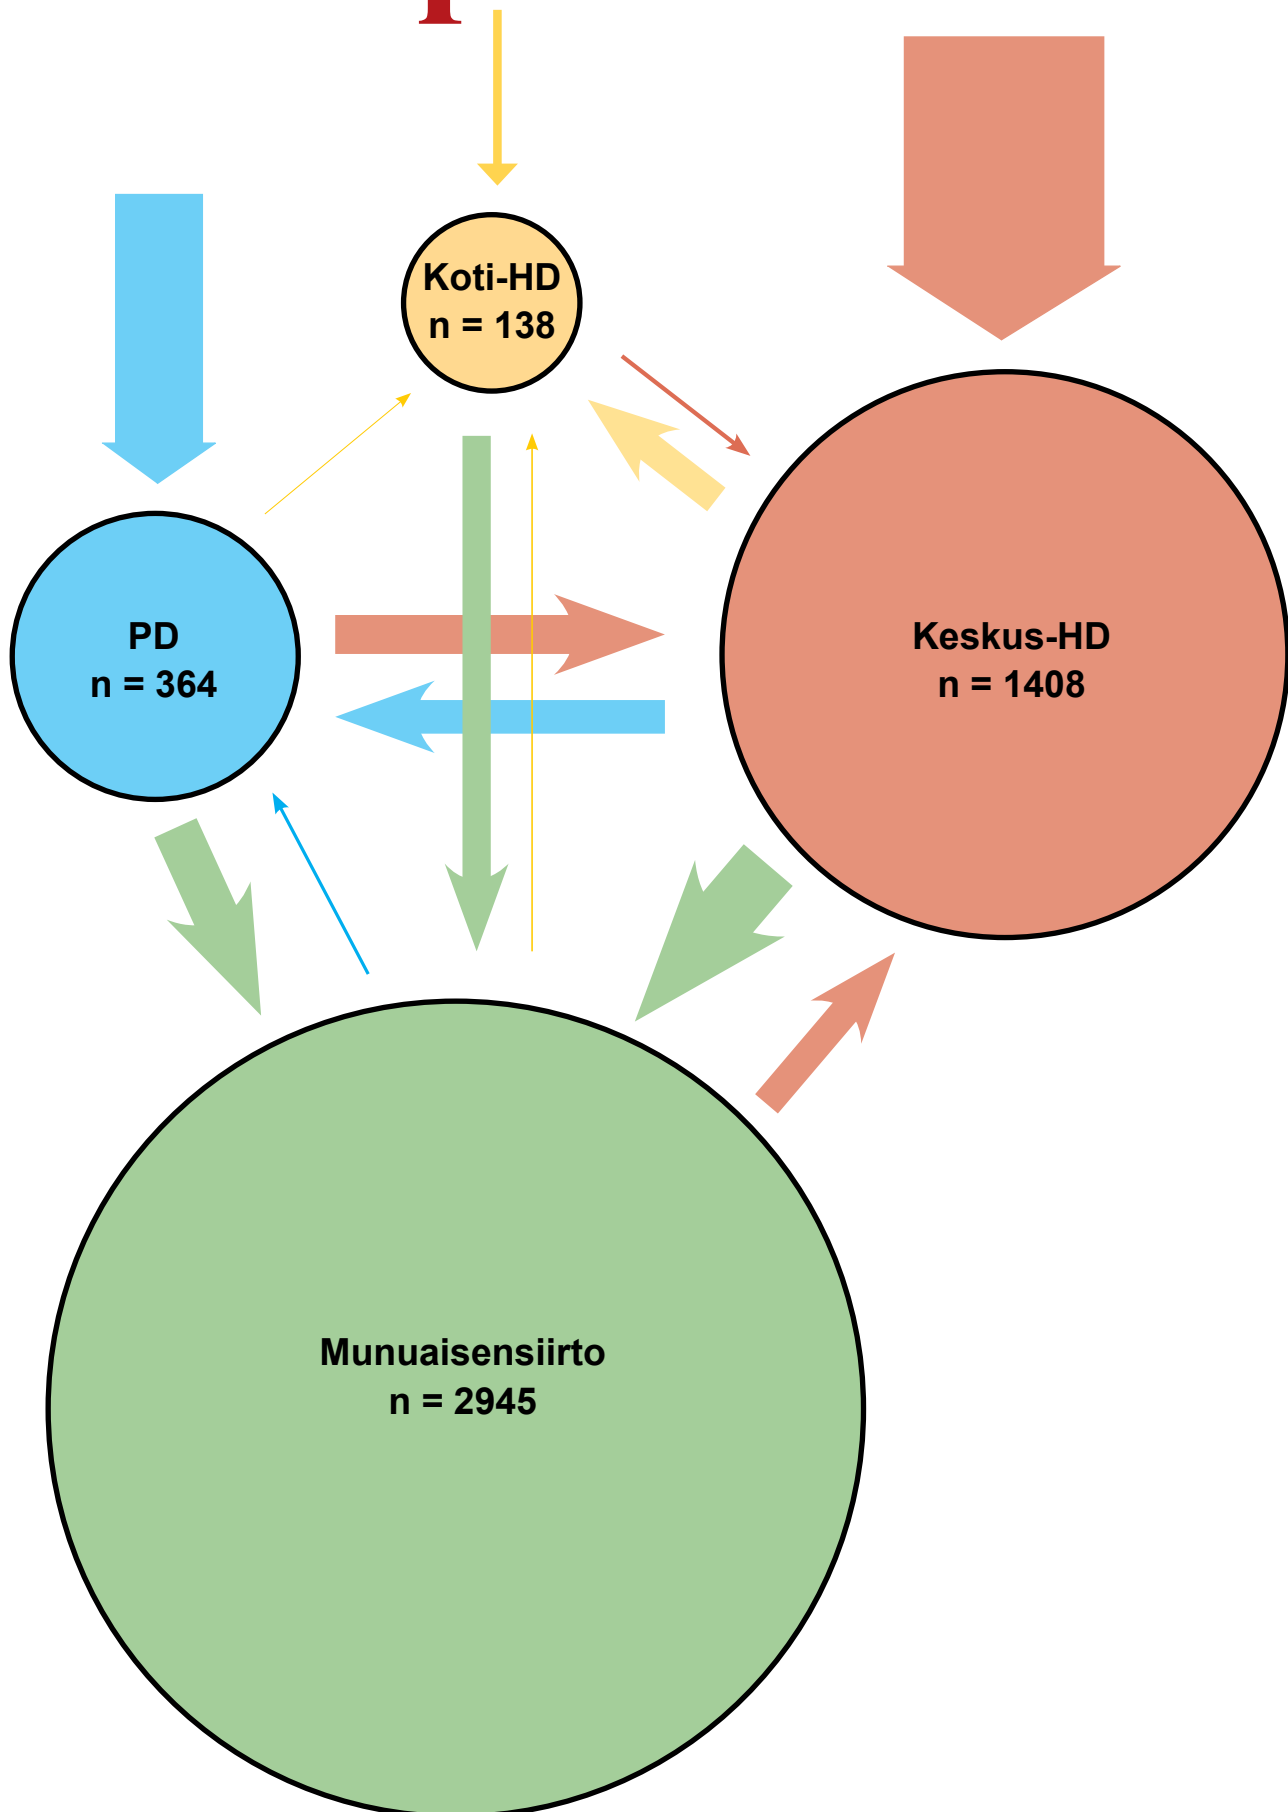 Koti-HD
n = 138
PD
n = 364
Keskus-HD
n = 1408
Munuaisensiirto
n = 2945